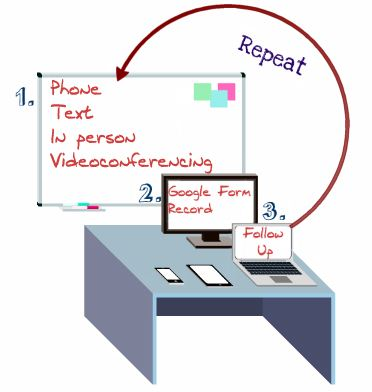 Repeat
1.
Phone
Text
In person
Videoconferencing
2.
Google Form
Record
3.
Follow
Up